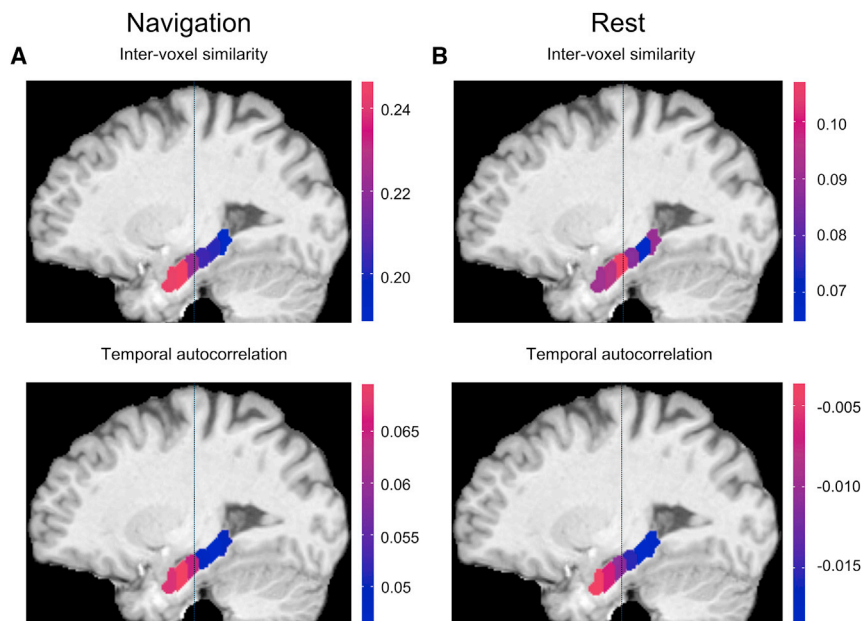 Navigation
Rest
A
Inter-voxel similarity
B
Inter-voxel similarity
0.24
0.22
0.20
0.10
0.09
0.08
0.07
Temporal autocorrelation
Temporal autocorrelation
0.065
0.06
0.055
0.05
-0.005
-0.010
-0.015